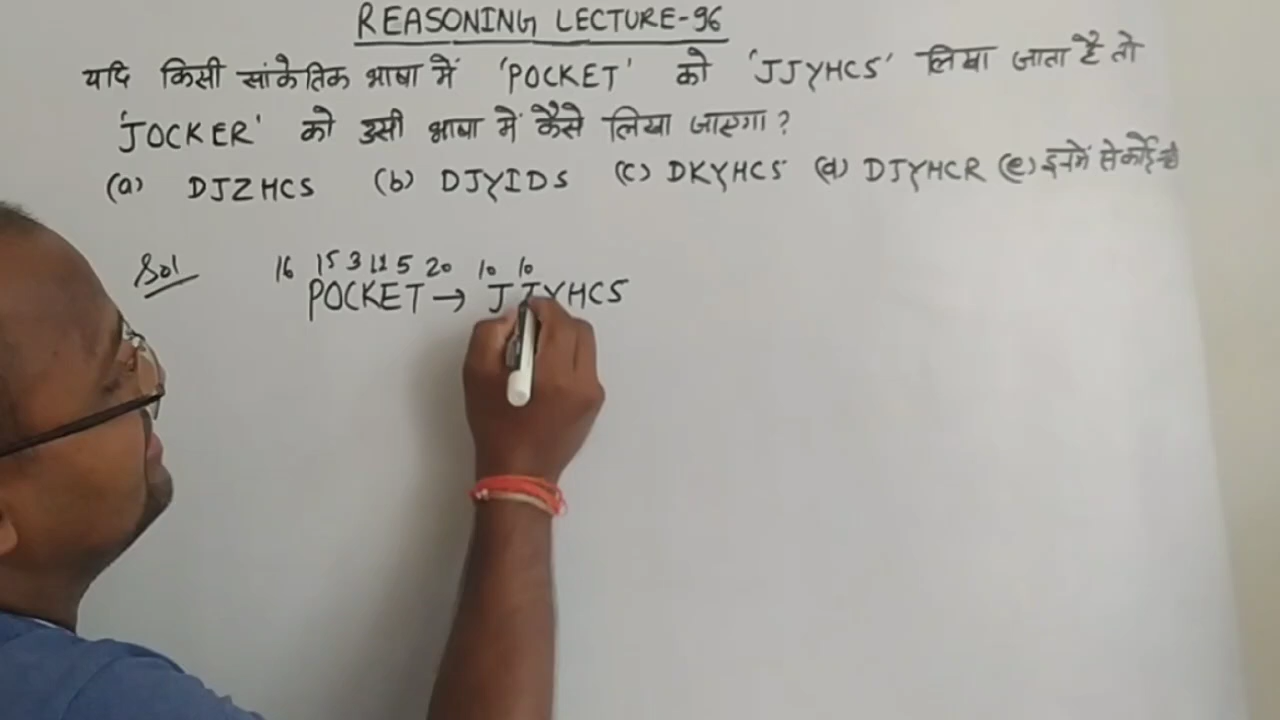 REASONING LECTURE-96
यदि किसी सांकेतिक भाषा में 'POCKET' को 'JJYHCS' लिखा जाता है तो
'JOCKER' को उसी भाषा में कैसे लिखा जाएगा?
(a) DJZHCS (b) DJYIDS (c) DKYHCS (d) DJYHCR (e) इनमें से कोई
Sol 16 15 3 11 5 20 10 10
POCKET → JJYHCS